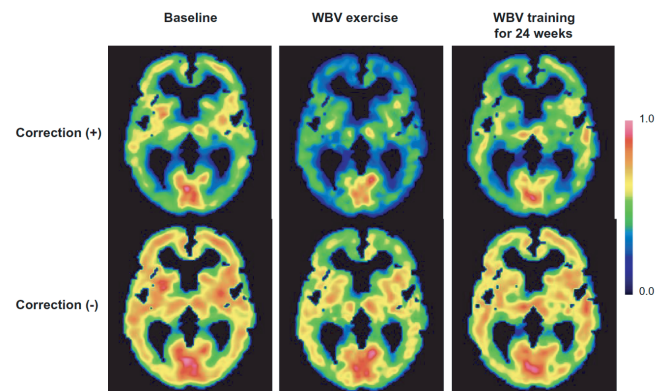 Baseline
WBV exercise
WBV training
for 24 weeks
Correction (+)
1.0
0.0
Correction (-)